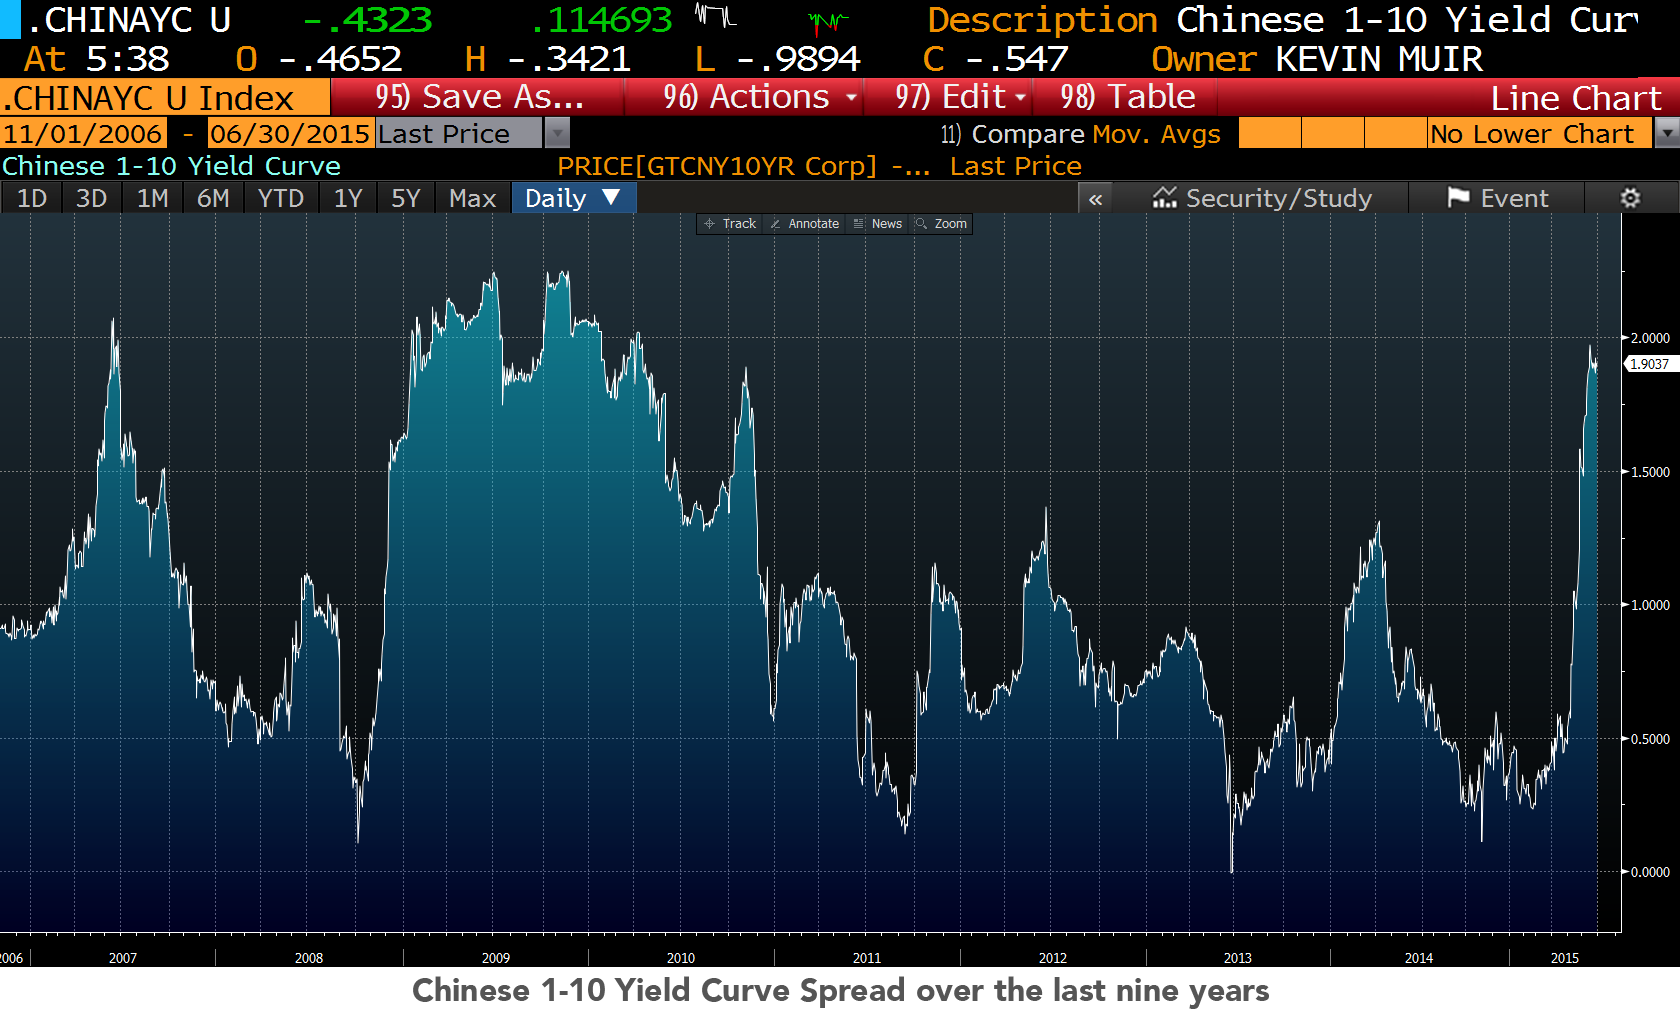 .CHINAYC U -.4323 .114693 Description Chinese 1-10 Yield Cur
At 5:38 O -.4652 H -.3421 L -.9894 C -.547 Owner KEVIN MUIR
.CHINAYC U Index 95) Save As... 96) Actions 97) Edit 98) Table Line Chart
11/01/2006 - 06/30/2015 Last Price 11) Compare Mov. Avgs No Lower Chart
Chinese 1-10 Yield Curve PRICE[GTCNY10YR Corp] -... Last Price
1D 3D 1M 6M YTD 1Y 5Y Max Daily ▼ « Security/Study Event
Track Annotate News Zoom
2.0000
1.9037
1.5000
1.0000
0.5000
0.0000
2006 2007 2008 2009 2010 2011 2012 2013 2014 2015
Chinese 1-10 Yield Curve Spread over the last nine years